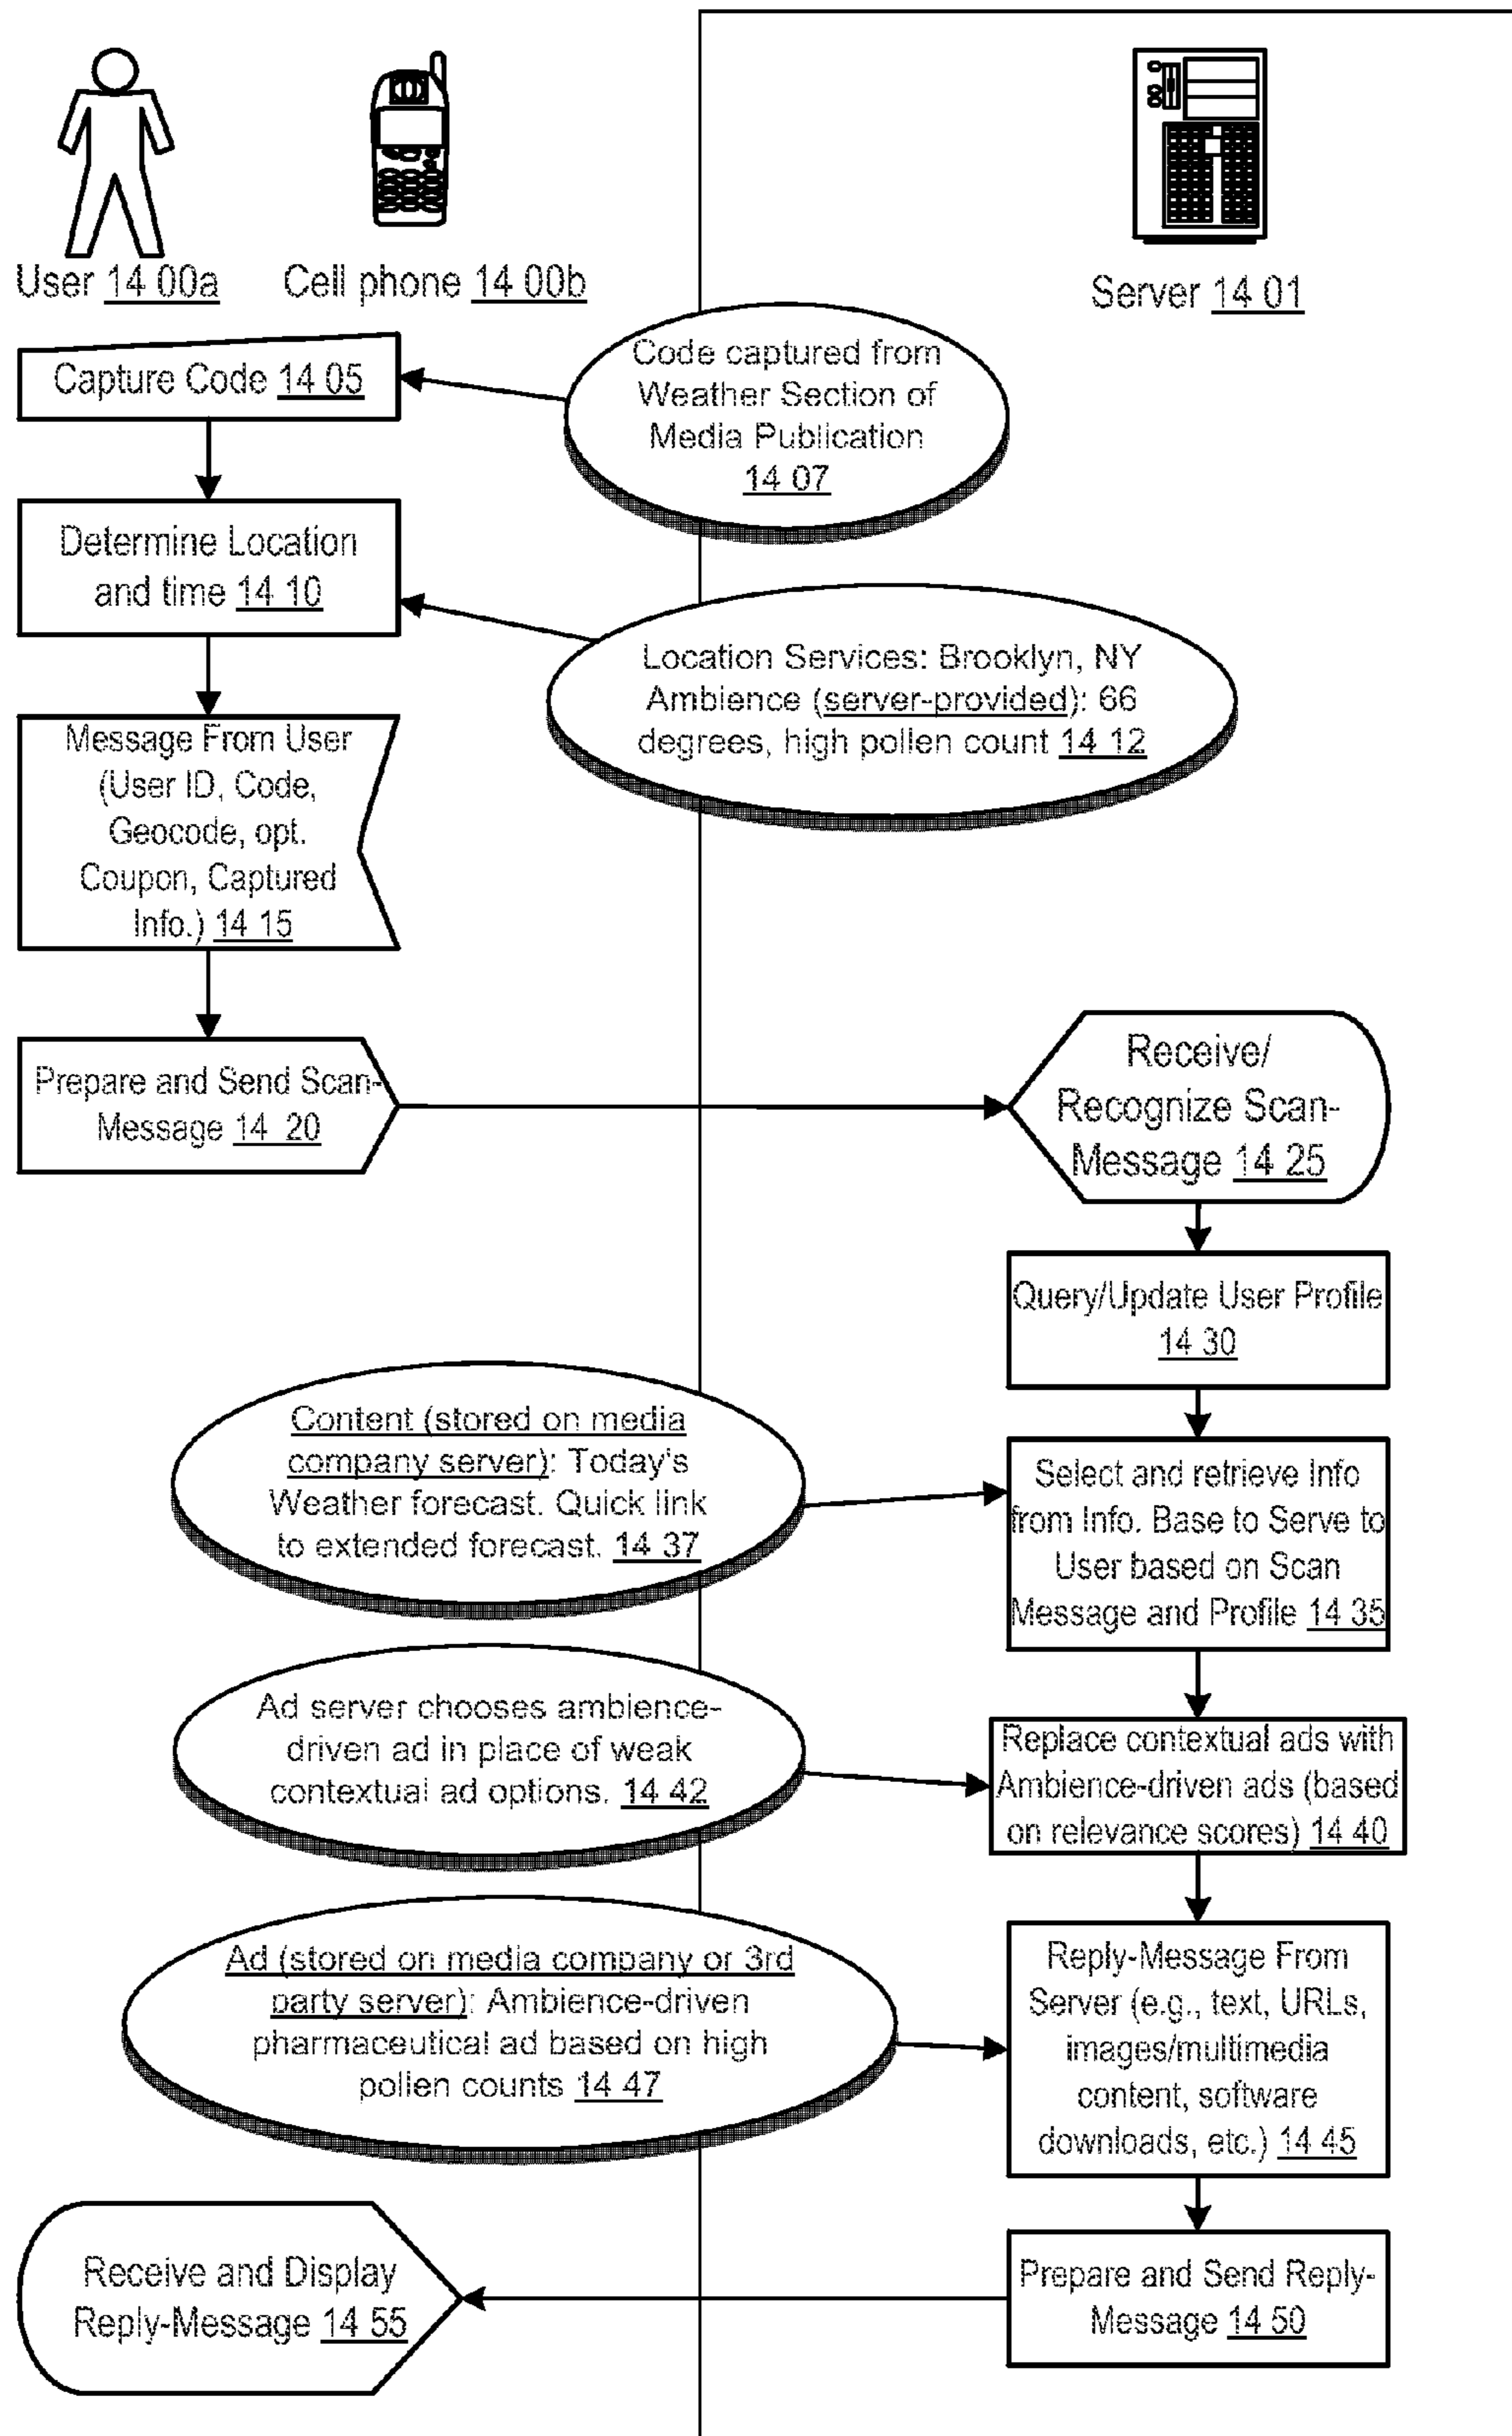 User 14 00a
Cell phone 14 00b
Server 14 01
Capture Code 14 05
Code captured from
Weather Section of
Media Publication
14 07
Determine Location
and time 14 10
Location Services: Brooklyn, NY
Ambience (server-provided): 66
degrees, high pollen count 14 12
Message From User
(User ID, Code,
Geocode, opt.
Coupon, Captured
Info.) 14 15
Prepare and Send Scan-
Message 14 20
Receive/
Recognize Scan-
Message 14 25
Query/Update User Profile
14 30
Content (stored on media
company server): Today's
Weather forecast. Quick link
to extended forecast. 14 37
Select and retrieve Info
from Info. Base to Serve to
User based on Scan
Message and Profile 14 35
Ad server chooses ambience-
driven ad in place of weak
contextual ad options. 14 42
Replace contextual ads with
Ambience-driven ads (based
on relevance scores) 14 40
Ad (stored on media company or 3rd
party server): Ambience-driven
pharmaceutical ad based on high
pollen counts 14 47
Reply-Message From
Server (e.g., text, URLs,
images/multimedia
content, software
downloads, etc.) 14 45
Prepare and Send Reply-
Message 14 50
Receive and Display
Reply-Message 14 55